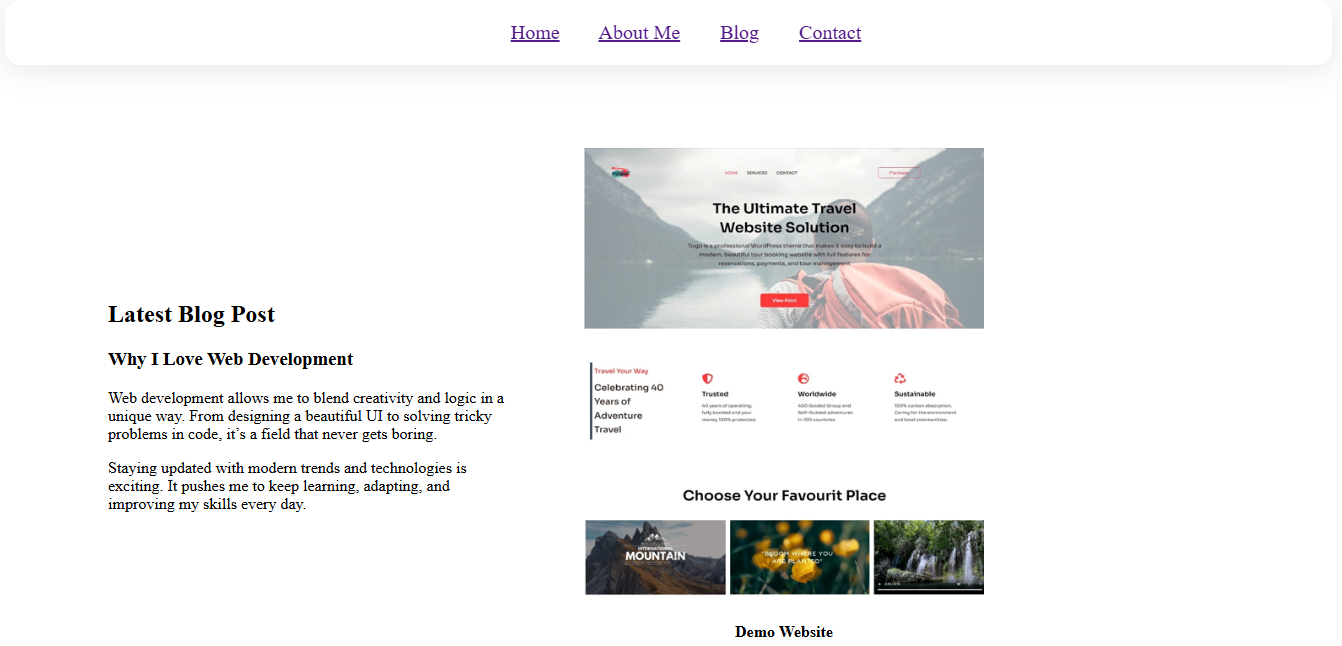 Home About Me Blog Contact
Latest Blog Post
Why I Love Web Development
Web development allows me to blend creativity and logic in a
unique way. From designing a beautiful UI to solving tricky
problems in code, it’s a field that never gets boring.
Staying updated with modern trends and technologies is
exciting. It pushes me to keep learning, adapting, and
improving my skills every day.
HOME SERVICES CONTACT
The Ultimate Travel
Website Solution
Togo is a professional WordPress theme that makes it easy to build a
modern, beautiful tour booking website with full features for
reservations, payments, and tour management.
View Point
Travel Your Way
Celebrating 40
Years of
Adventure
Travel
Trusted
40 years of operating,
fully bonded and your
money 100% protected.
Worldwide
400 Guided Group and
Self-Guided adventures
in 100 countries.
Sustainable
100% carbon absorption.
Caring for the environment
and local communities.
Choose Your Favourit Place
INTERNATIONAL
MOUNTAIN
"BLOOM WHERE YOU
ARE PLANTED"
Demo Website